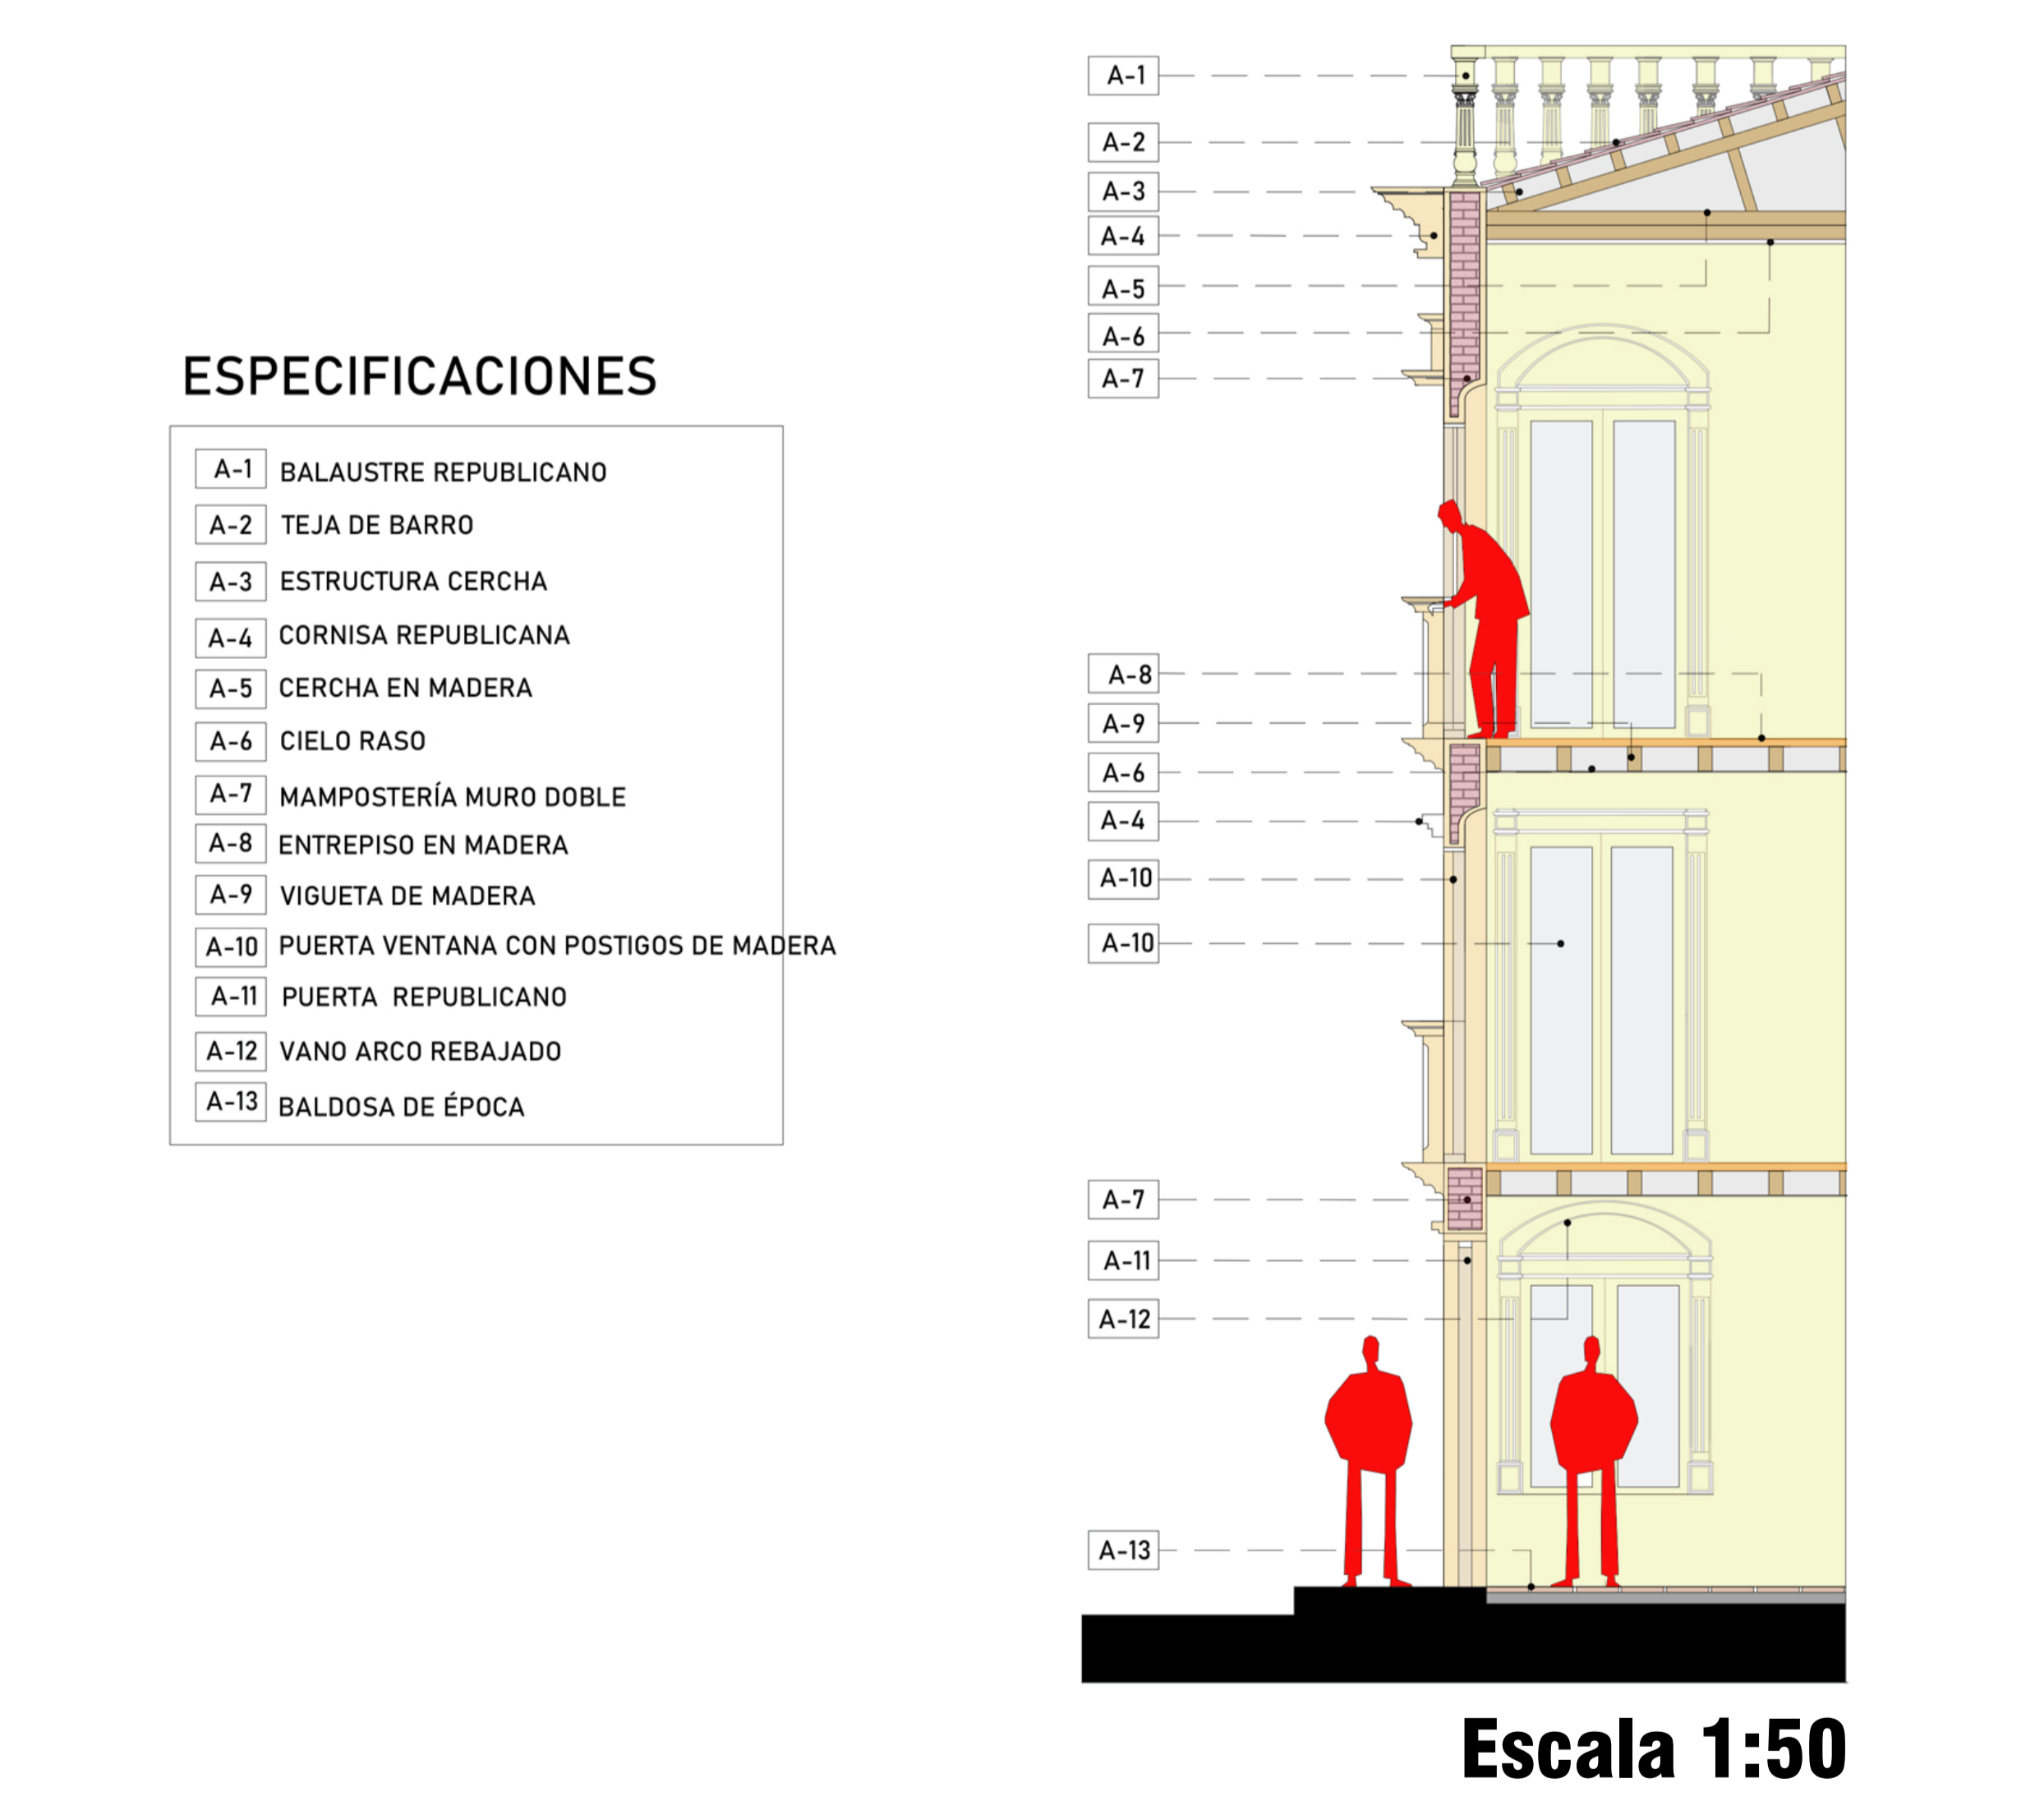 ESPECIFICACIONES
A-1 BALAUSTRE REPUBLICANO
A-2 TEJA DE BARRO
A-3 ESTRUCTURA CERCHA
A-4 CORNISA REPUBLICANA
A-5 CERCHA EN MADERA
A-6 CIELO RASO
A-7 MAMPOSTERÍA MURO DOBLE
A-8 ENTREPISO EN MADERA
A-9 VIGUETA DE MADERA
A-10 PUERTA VENTANA CON POSTIGOS DE MADERA
A-11 PUERTA REPUBLICANO
A-12 VANO ARCO REBAJADO
A-13 BALDOSA DE ÉPOCA
A-1
A-2
A-3
A-4
A-5
A-6
A-7
A-8
A-9
A-6
A-4
A-10
A-10
A-7
A-11
A-12
A-13
Escala 1:50